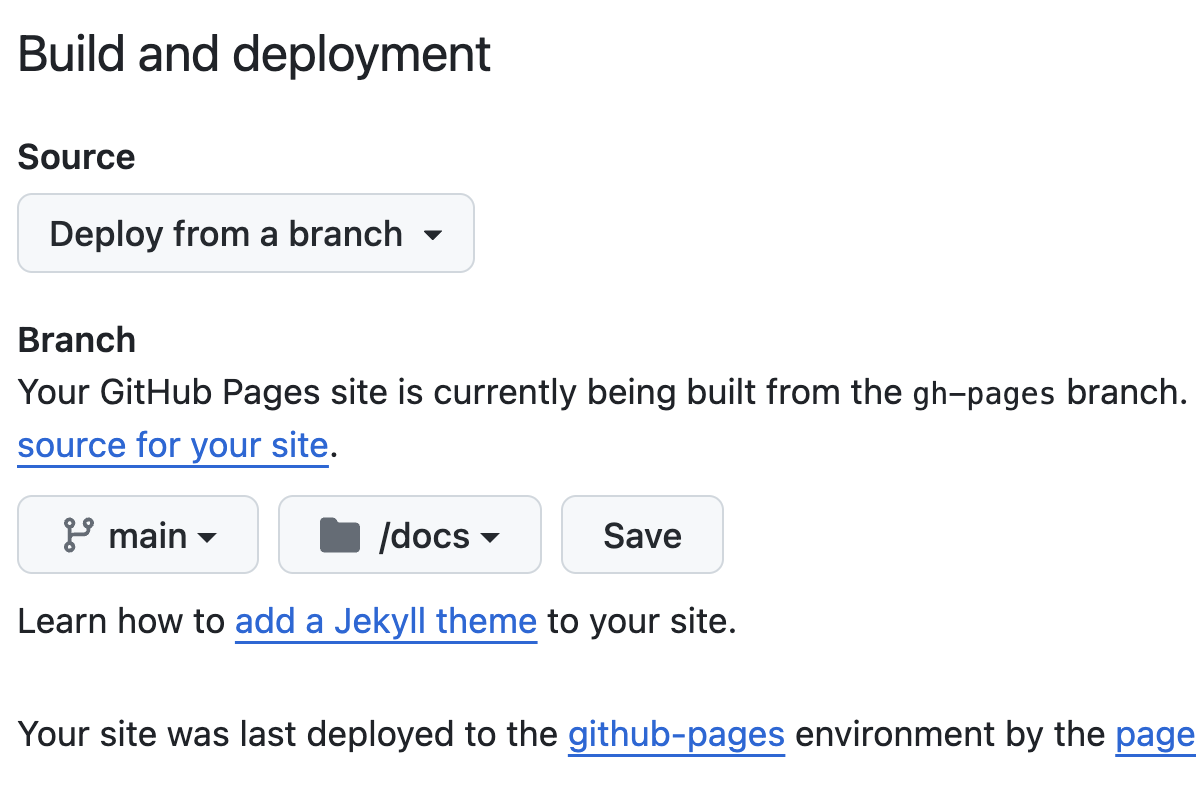 Build and deployment
Source
Deploy from a branch
Branch
Your GitHub Pages site is currently being built from the gh-pages branch.
source for your site.
main /docs Save
Learn how to add a Jekyll theme to your site.
Your site was last deployed to the github-pages environment by the page